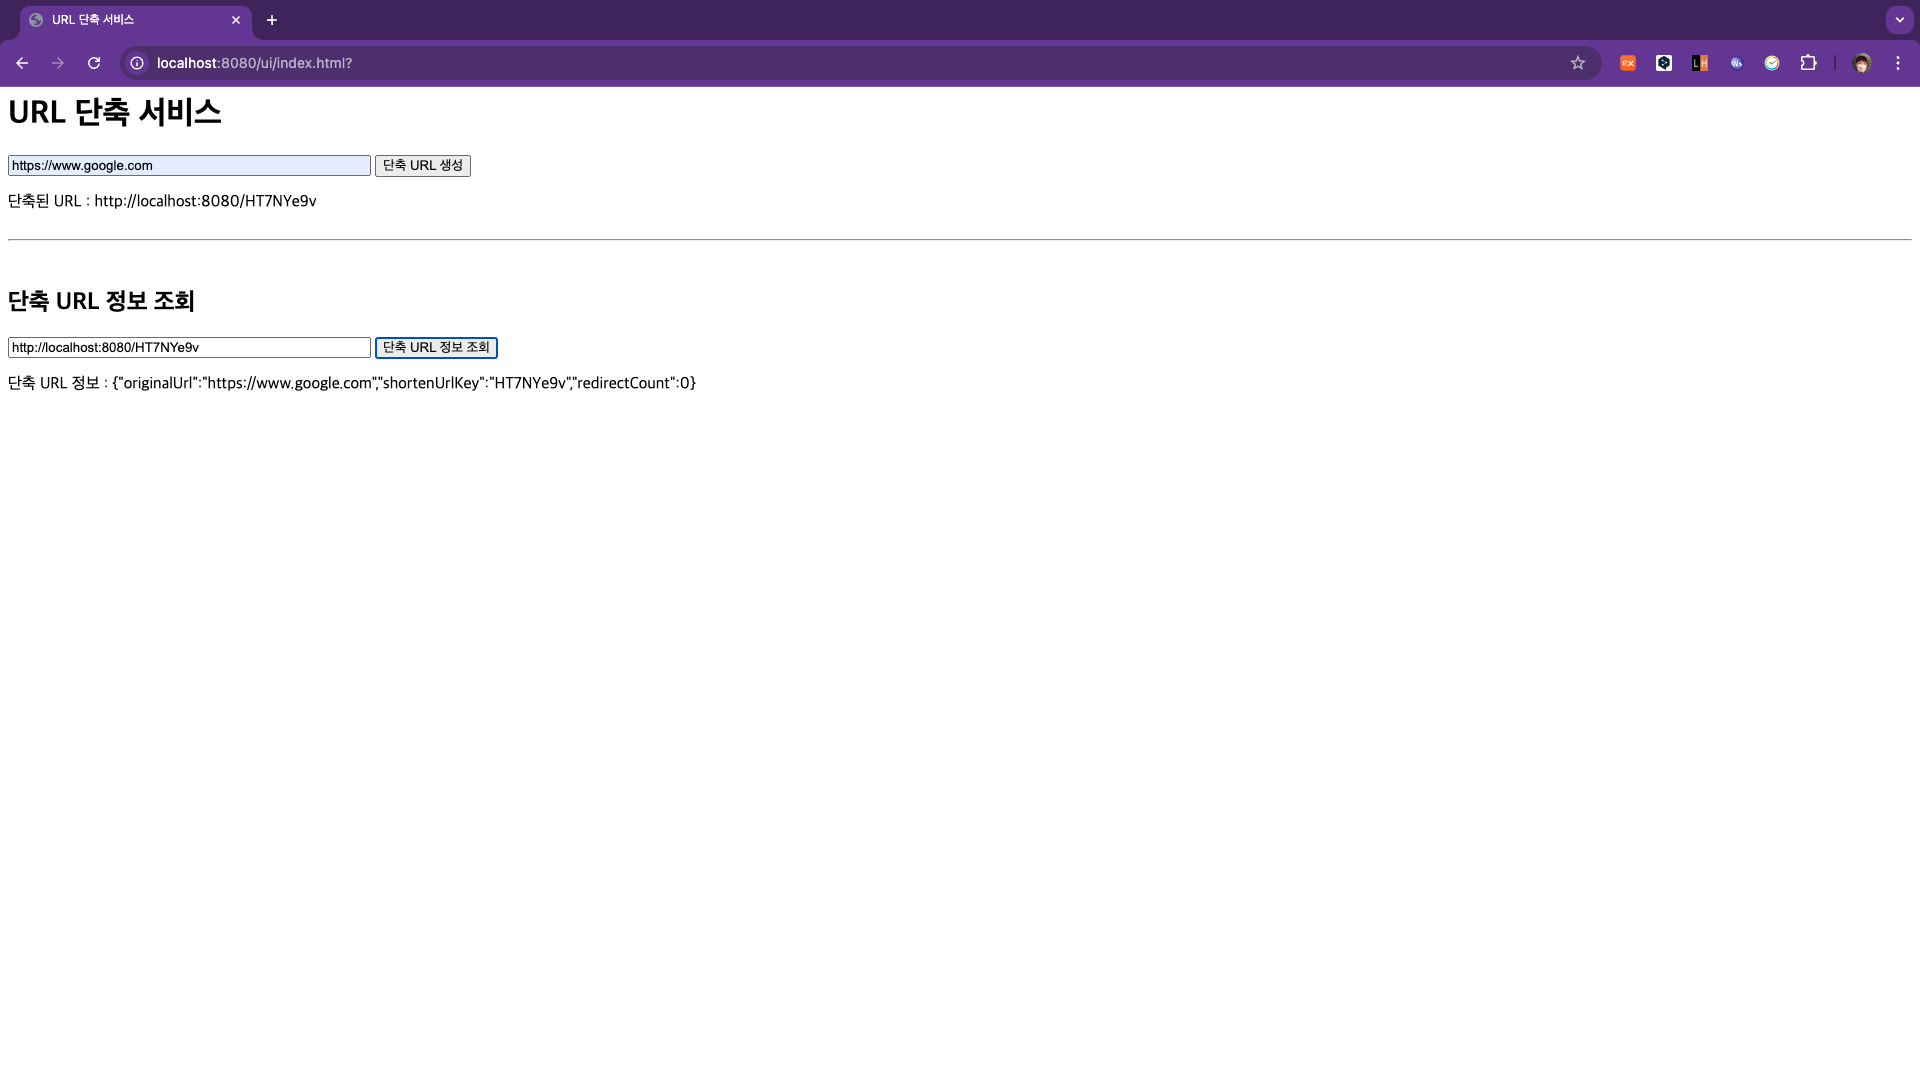 URL 단축 서비스
localhost:8080/ui/index.html?
URL 단축 서비스
https://www.google.com 단축 URL 생성
단축된 URL : http://localhost:8080/HT7NYe9v
단축 URL 정보 조회
http://localhost:8080/HT7NYe9v 단축 URL 정보 조회
단축 URL 정보 : {"originalUrl":"https://www.google.com","shortenUrlKey":"HT7NYe9v","redirectCount":0}